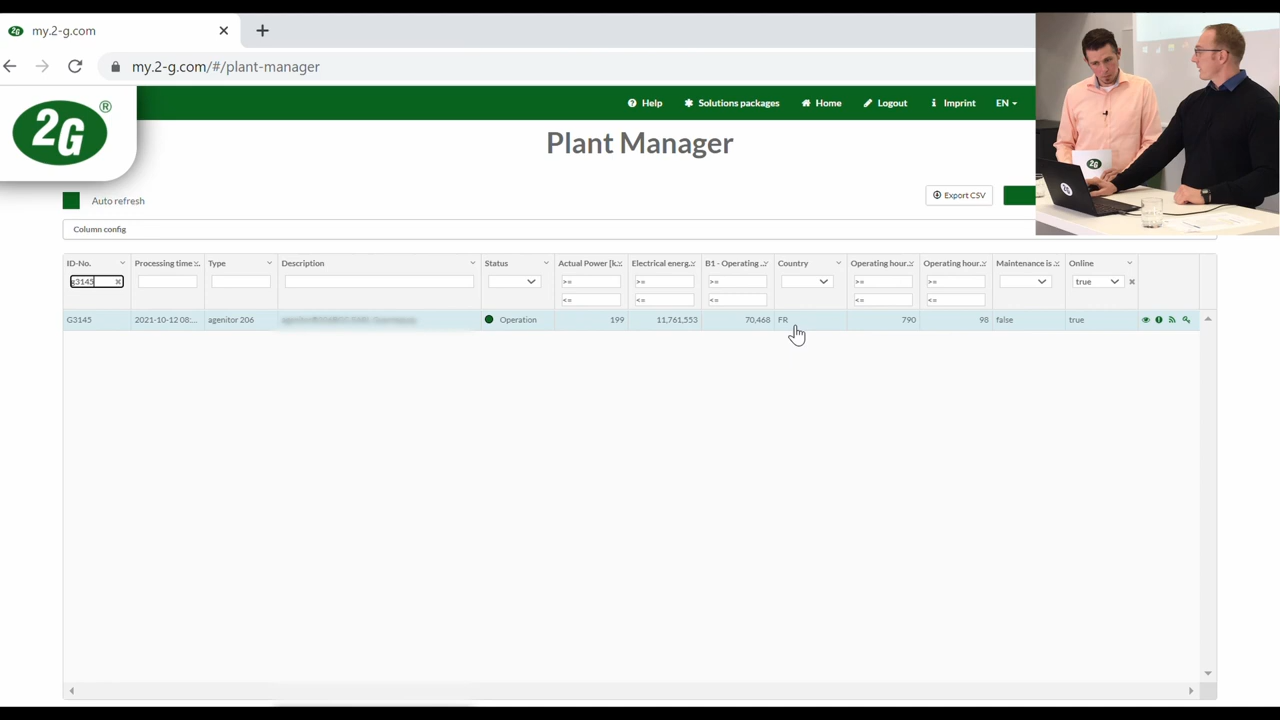 my.2-g.com
my.2-g.com/#/plant-manager
2G ®
Help Solutions packages Home Logout Imprint EN
Plant Manager
Auto refresh
Export CSV
Column config
ID-No. Processing time Type Description Status Actual Power [k... Electrical energ... B1 - Operating ... Country Operating hour... Operating hour... Maintenance is ... Online
g3145 >= >= >= >= >= true
<= <= <= <= <=
G3145 2021-10-12 08:... agenitor 206 Operation 199 11,761,553 70,468 FR 790 98 false true
2G
2G